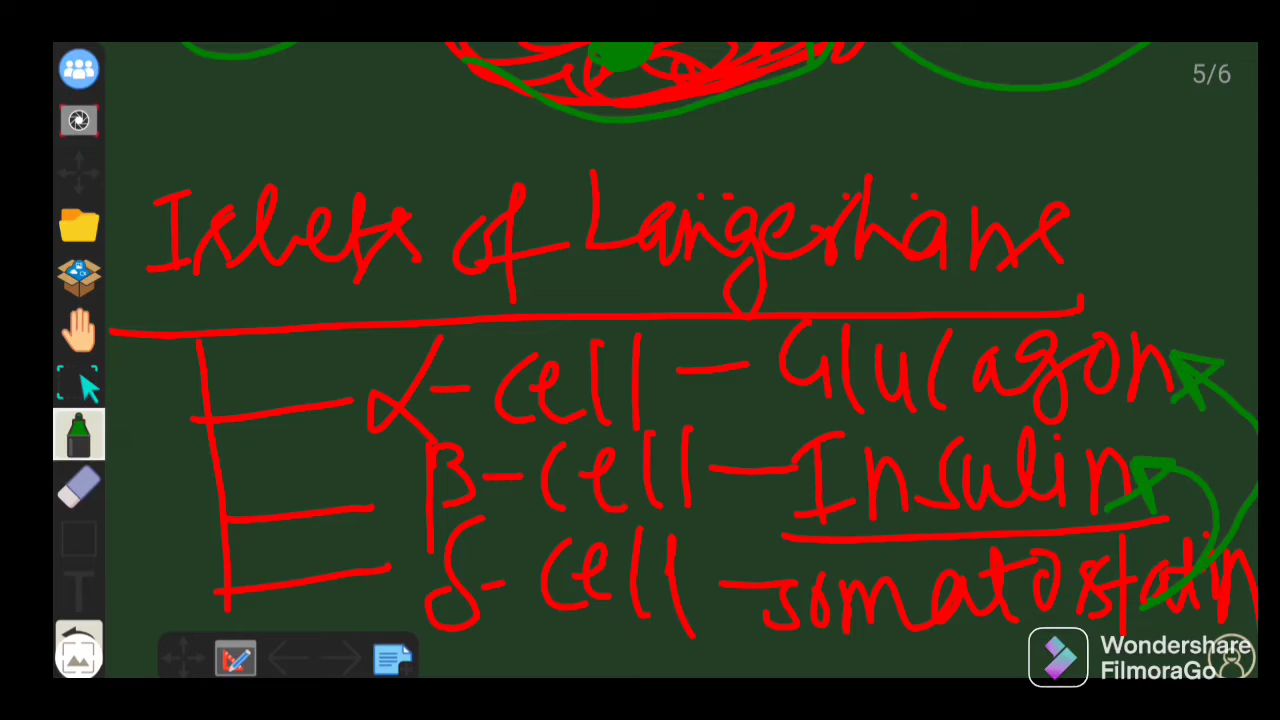 5/6
Islets of Langerhans
α-cell - Glucagon
β-cell - Insulin
δ-cell - somatostatin
Wondershare
FilmoraGo